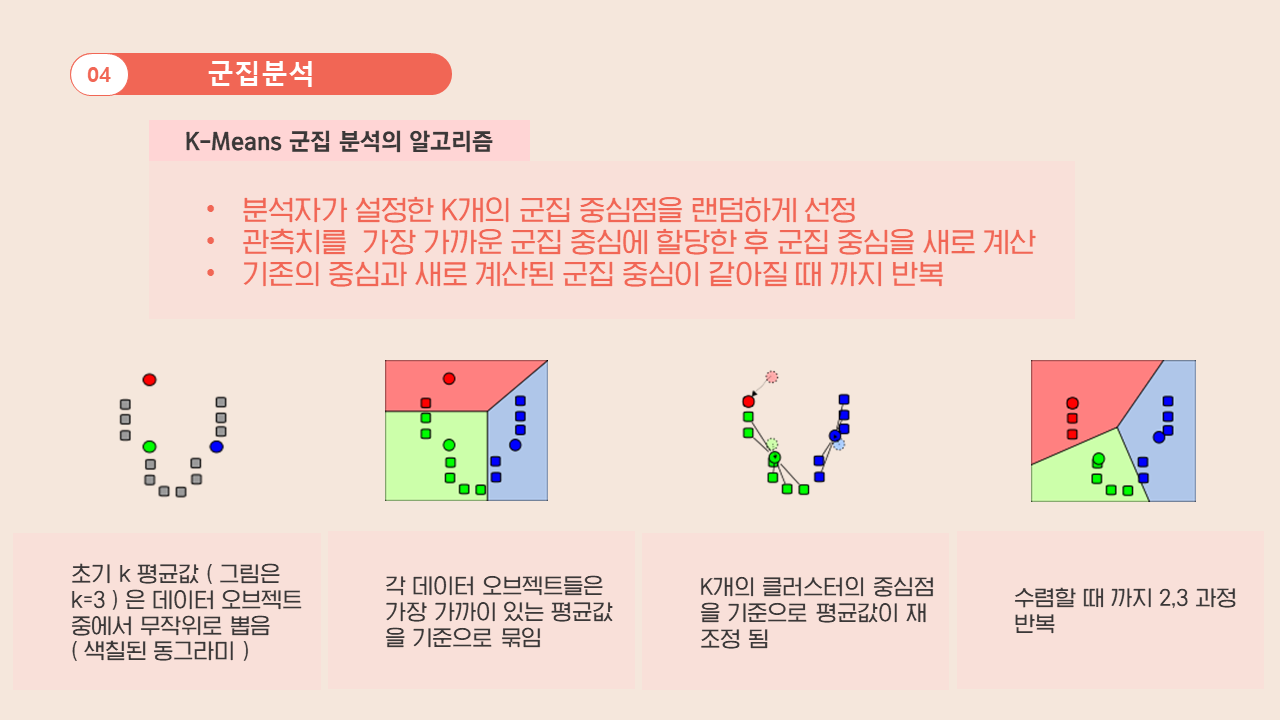 04
군집분석
K-Means 군집 분석의 알고리즘
• 분석자가 설정한 K개의 군집 중심점을 랜덤하게 선정
• 관측치를 가장 가까운 군집 중심에 할당한 후 군집 중심을 새로 계산
• 기존의 중심과 새로 계산된 군집 중심이 같아질 때 까지 반복
초기 k 평균값 ( 그림은
k=3 ) 은 데이터 오브젝트
중에서 무작위로 뽑음
( 색칠된 동그라미 )
각 데이터 오브젝트들은
가장 가까이 있는 평균값
을 기준으로 묶임
K개의 클러스터의 중심점
을 기준으로 평균값이 재
조정 됨
수렴할 때 까지 2,3 과정
반복